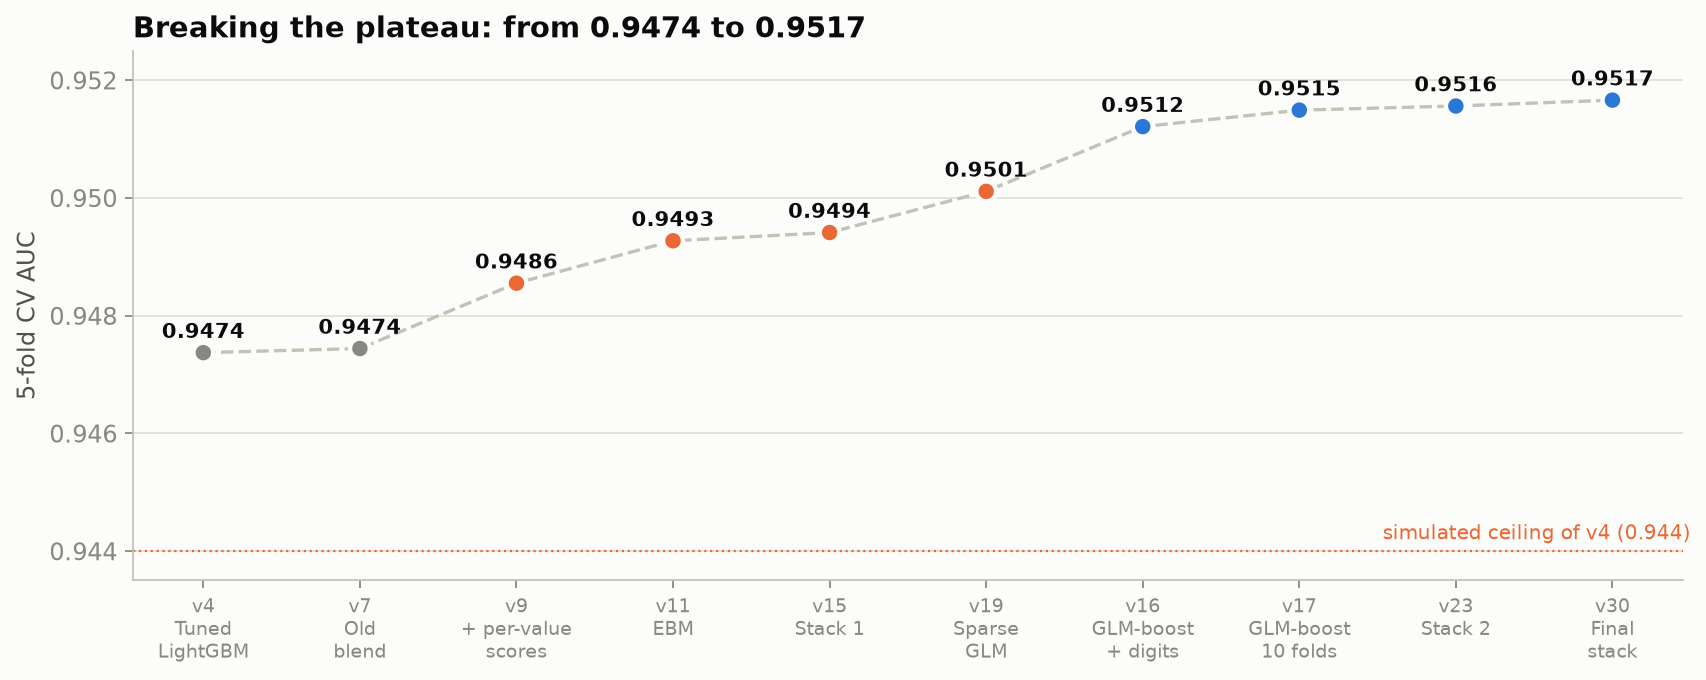 Breaking the plateau: from 0.9474 to 0.9517
5-fold CV AUC
0.952
0.950
0.948
0.946
0.944
0.9474
0.9474
0.9486
0.9493
0.9494
0.9501
0.9512
0.9515
0.9516
0.9517
simulated ceiling of v4 (0.944)
v4
Tuned
LightGBM
v7
Old
blend
v9
+ per-value
scores
v11
EBM
v15
Stack 1
v19
Sparse
GLM
v16
GLM-boost
+ digits
v17
GLM-boost
10 folds
v23
Stack 2
v30
Final
stack